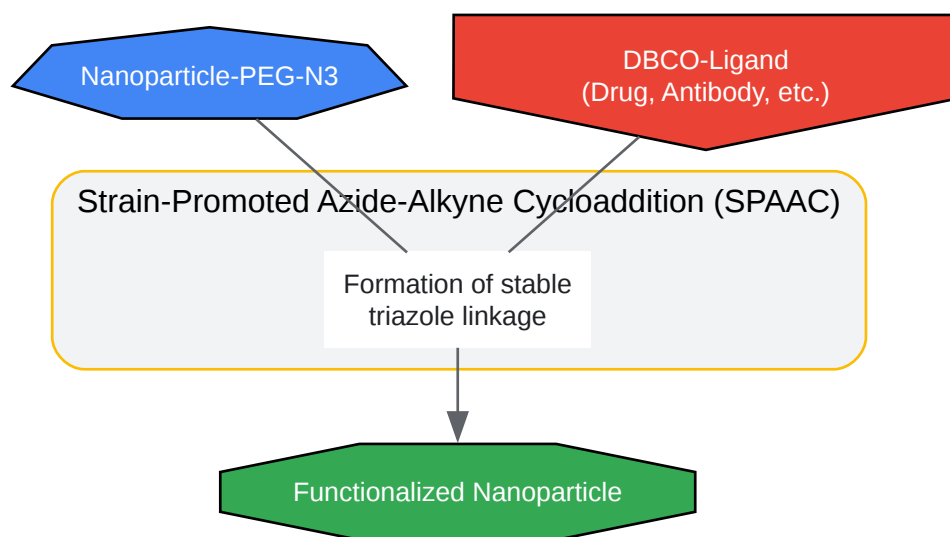 Nanoparticle-PEG-N3
DBCO-Ligand
(Drug, Antibody, etc.)
Strain-Promoted Azide-Alkyne Cycloaddition (SPAAC)
Formation of stable
triazole linkage
Functionalized Nanoparticle